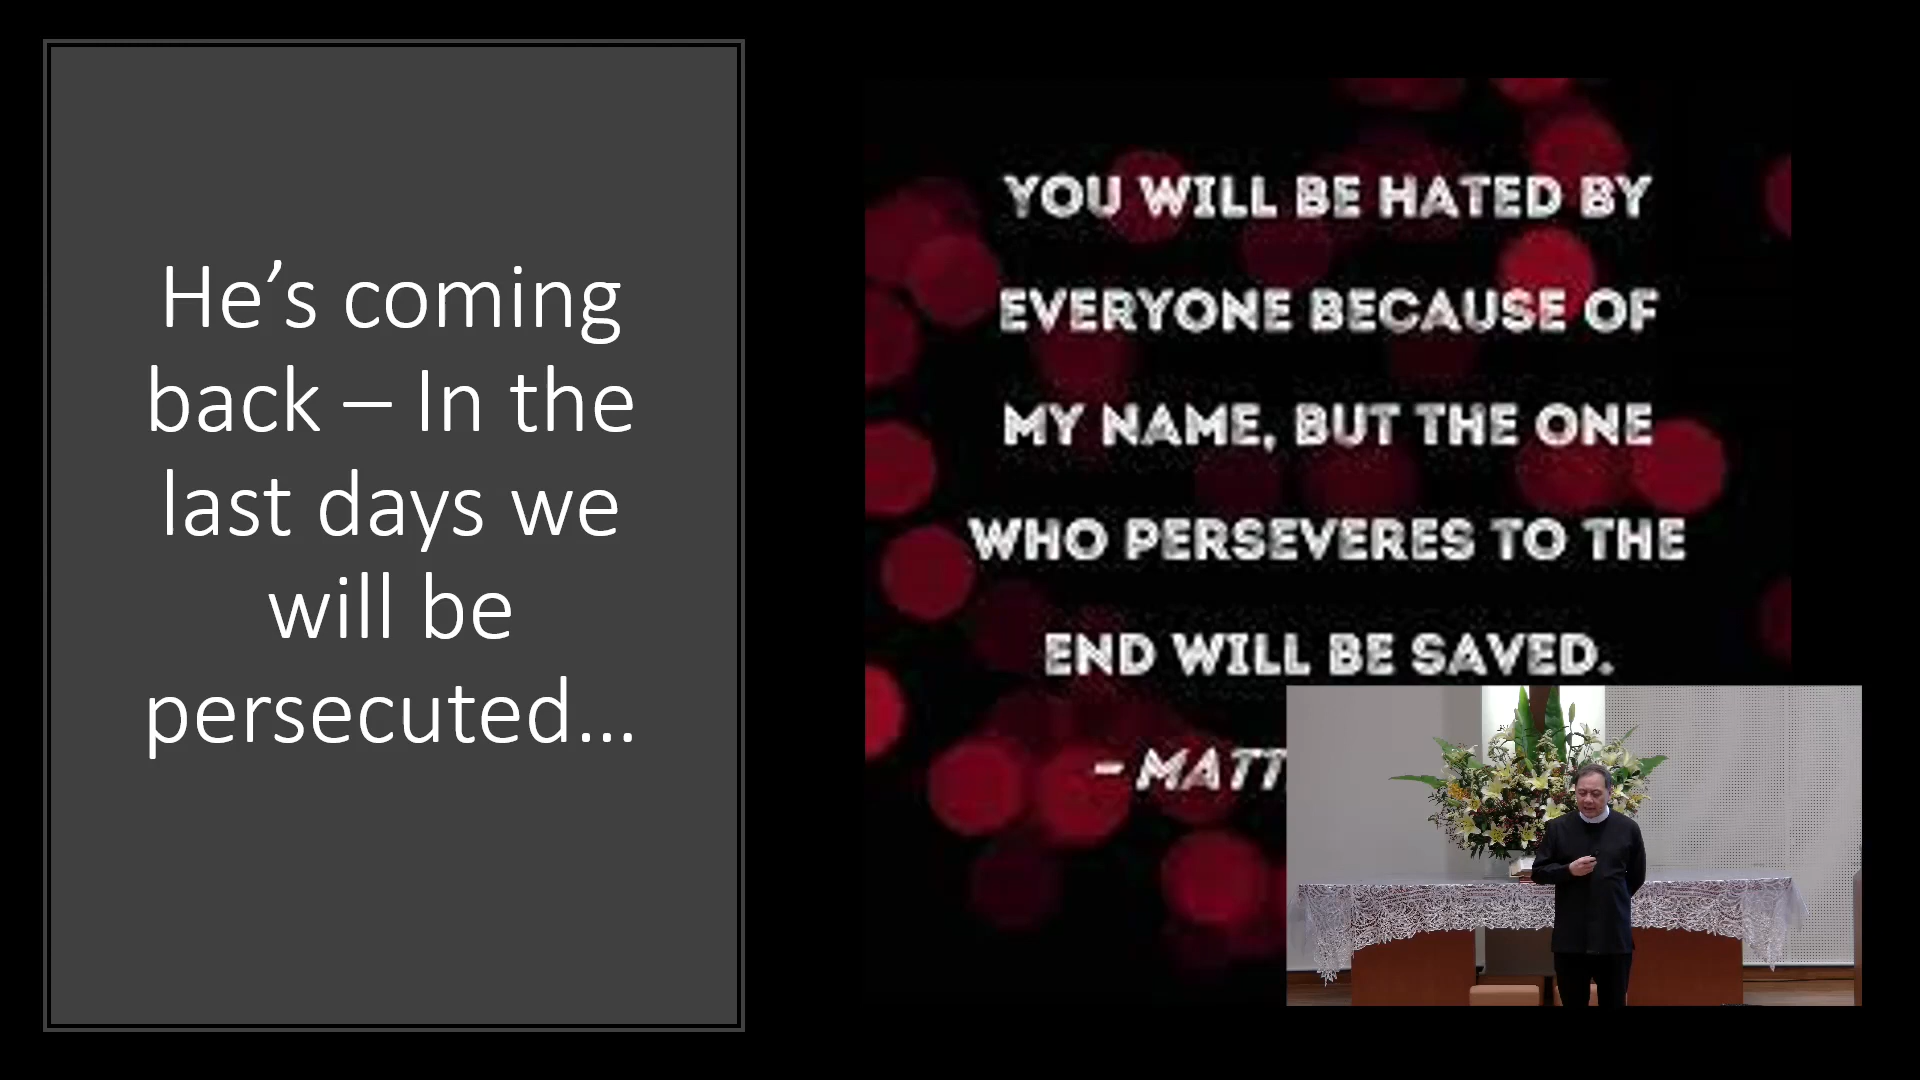 He’s coming
back – In the
last days we
will be
persecuted...
YOU WILL BE HATED BY
EVERYONE BECAUSE OF
MY NAME, BUT THE ONE
WHO PERSEVERES TO THE
END WILL BE SAVED.
– MATT